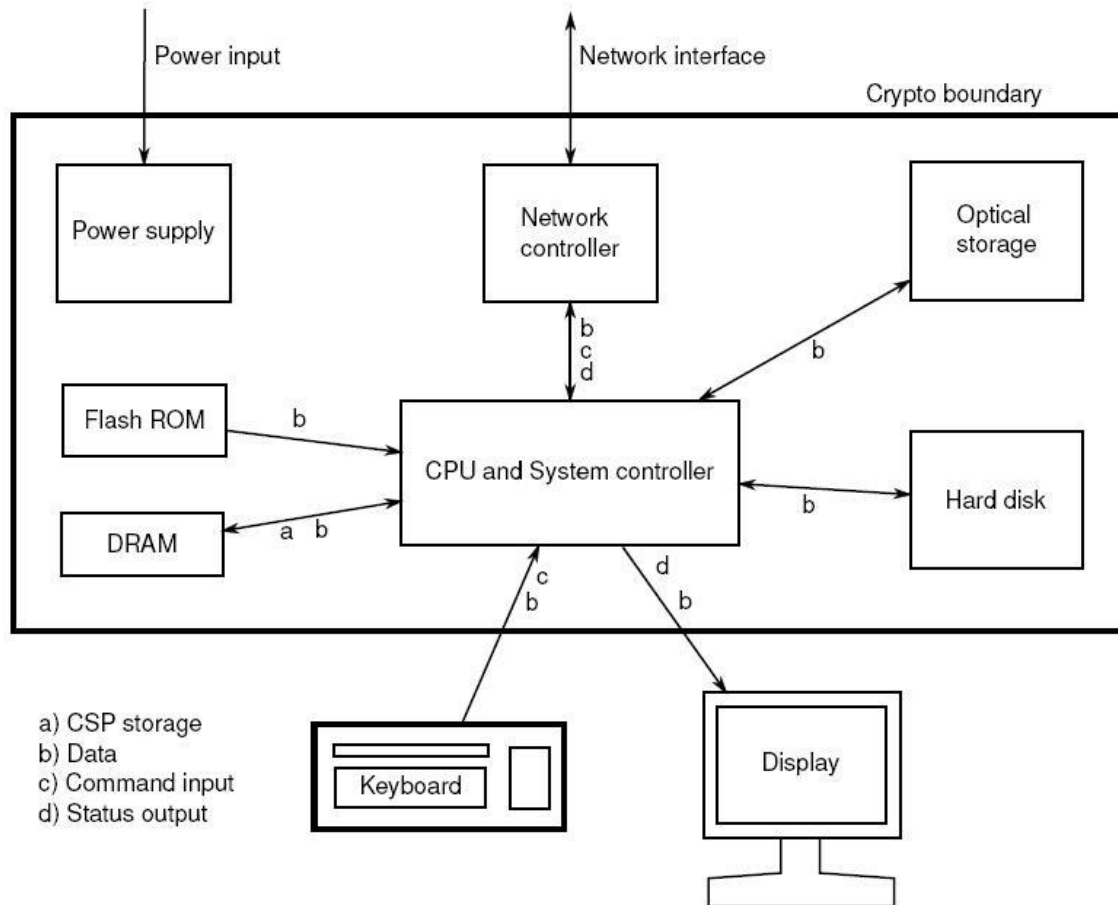 Power input
Network interface
Crypto boundary
Power supply
Network
controller
Optical
storage
b
c
d
b
Flash ROM
b
CPU and System controller
b
Hard disk
DRAM
a b
c
b
d
b
a) CSP storage
b) Data
c) Command input
d) Status output
Keyboard
Display